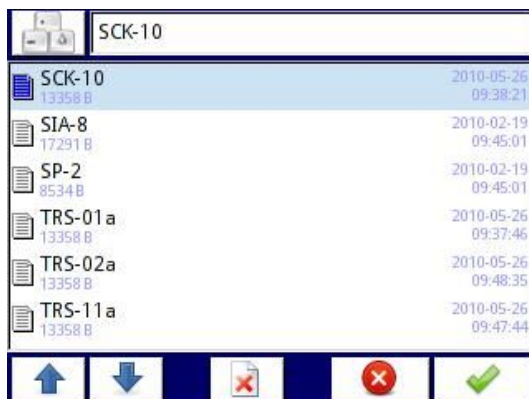 SCK-10
SCK-10 2010-05-26
13358 B 09:38:21
SIA-8 2010-02-19
17291 B 09:45:01
SP-2 2010-02-19
8534 B 09:45:01
TRS-01a 2010-05-26
13358 B 09:37:46
TRS-02a 2010-05-26
13358 B 09:48:35
TRS-11a 2010-05-26
13358 B 09:47:44